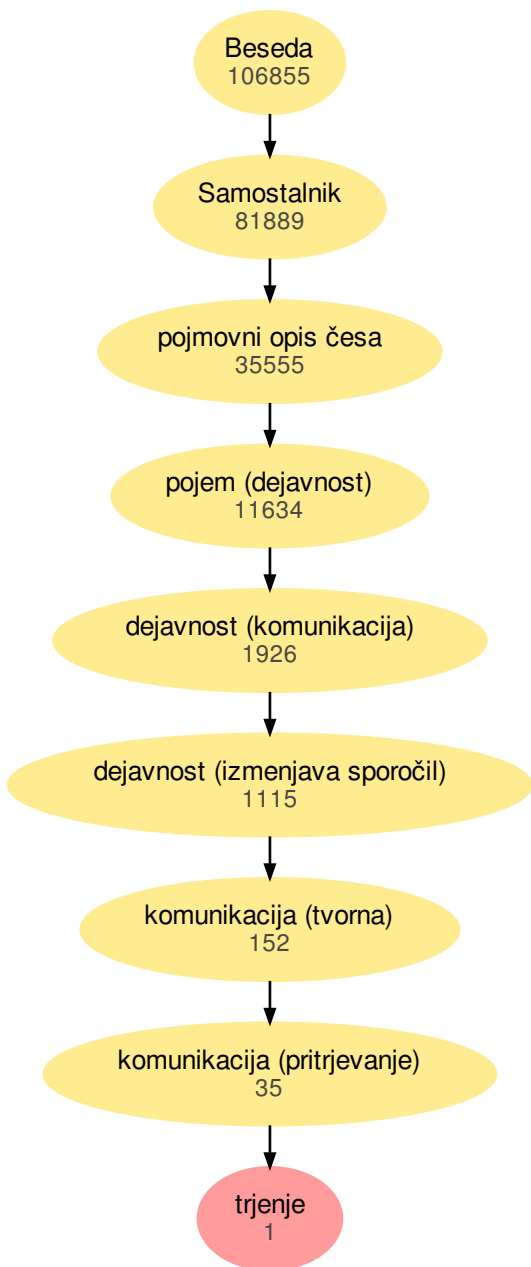 Beseda
106855
Samostalnik
81889
pojmovni opis česa
35555
pojem (dejavnost)
11634
dejavnost (komunikacija)
1926
dejavnost (izmenjava sporočil)
1115
komunikacija (tvorna)
152
komunikacija (pritrjevanje)
35
trjenje
1